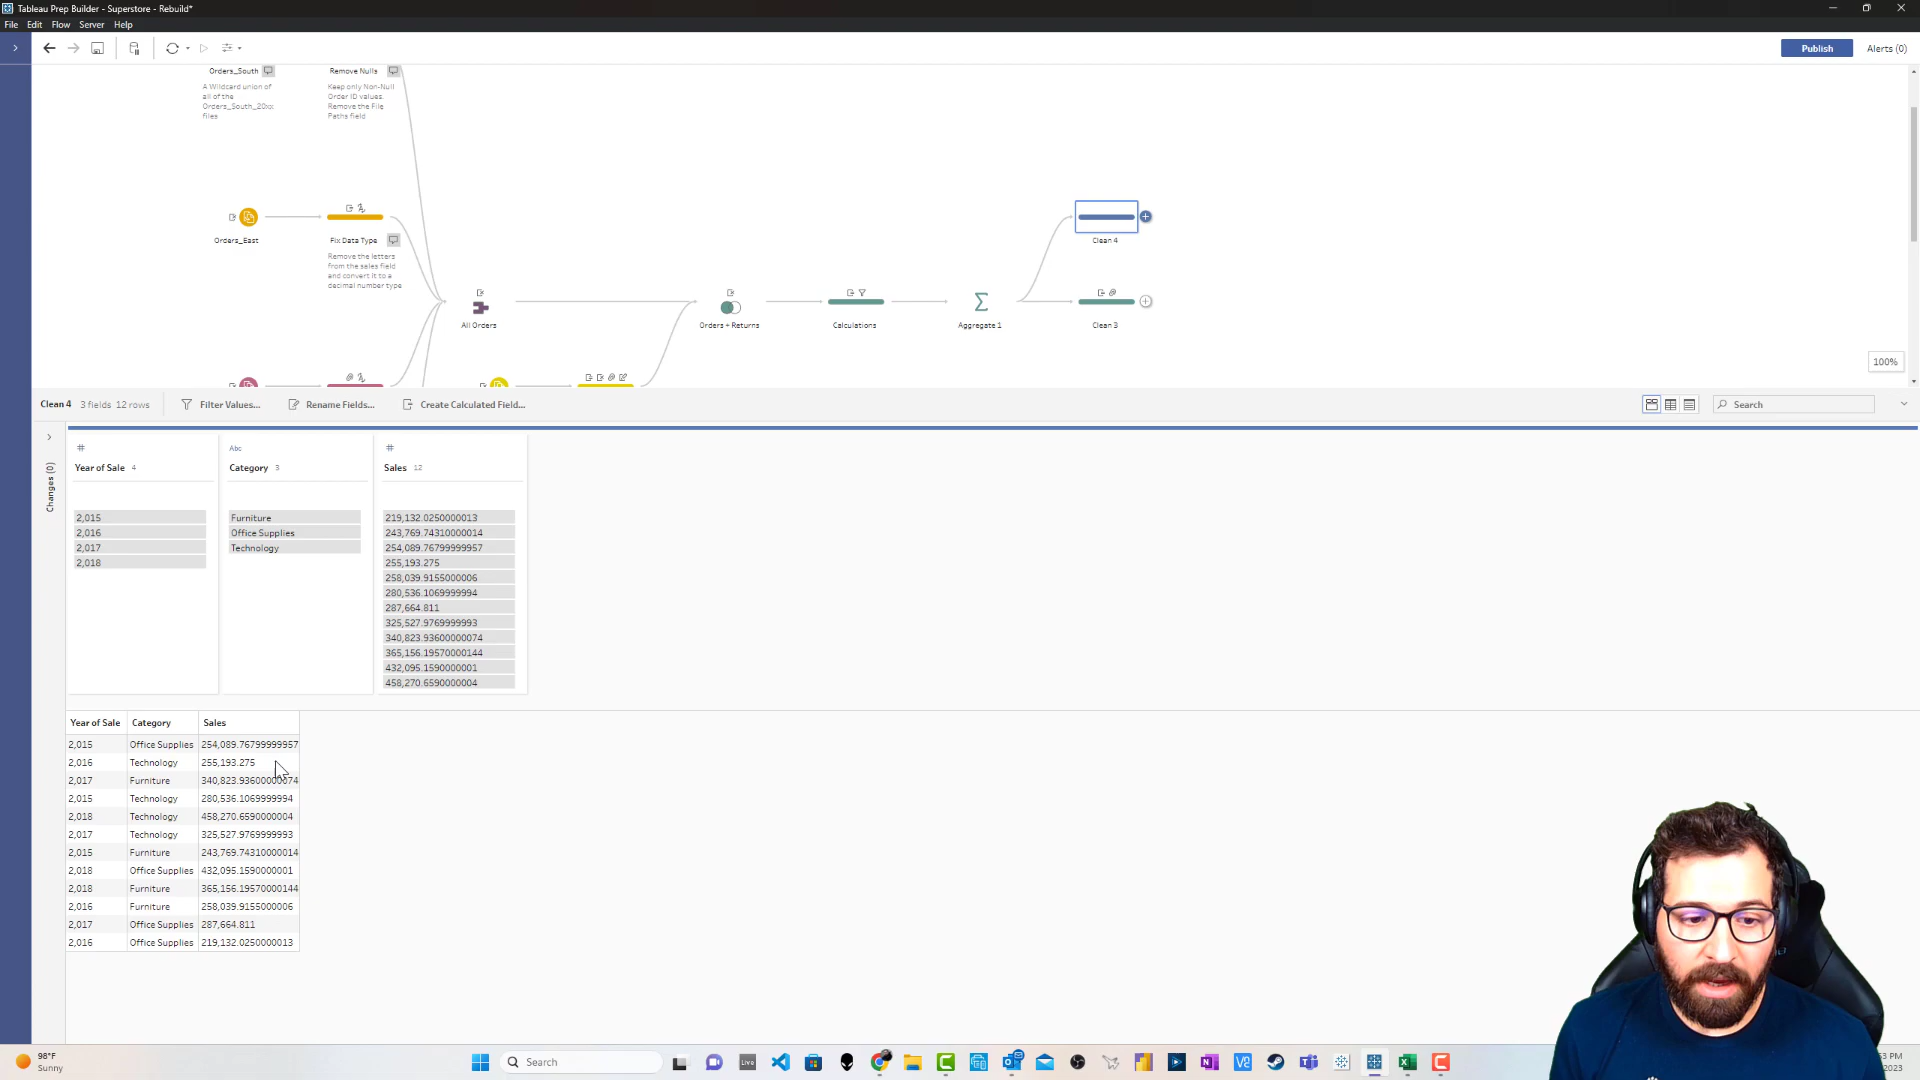 Tableau Prep Builder - Superstore - Rebuild*
File Edit Flow Server Help
Publish
Alerts (0)
Orders_South
A Wildcard union of
all of the
Orders_South_20xx
files
Remove Nulls
Keep only Non-Null
Order ID values.
Remove the File
Paths field
Orders_East
Fix Data Type
Remove the letters
from the sales field
and convert it to a
decimal number type
All Orders
Orders + Returns
Calculations
Aggregate 1
Clean 4
Clean 3
100%
Clean 4 3 fields 12 rows
Filter Values...
Rename Fields...
Create Calculated Field...
Search
Changes (0)
#
Year of Sale 4
2,015
2,016
2,017
2,018
Abc
Category 3
Furniture
Office Supplies
Technology
#
Sales 12
219,132.0250000013
243,769.74310000014
254,089.76799999957
255,193.275
258,039.9155000006
280,536.1069999994
287,664.811
325,527.9769999993
340,823.93600000074
365,156.19570000144
432,095.1590000001
458,270.6590000004
Year of Sale Category Sales
2,015 Office Supplies 254,089.76799999957
2,016 Technology 255,193.275
2,017 Furniture 340,823.93600000074
2,015 Technology 280,536.1069999994
2,018 Technology 458,270.6590000004
2,017 Technology 325,527.9769999993
2,015 Furniture 243,769.74310000014
2,018 Office Supplies 432,095.1590000001
2,018 Furniture 365,156.19570000144
2,016 Furniture 258,039.9155000006
2,017 Office Supplies 287,664.811
2,016 Office Supplies 219,132.0250000013
98°F
Sunny
Search
Live